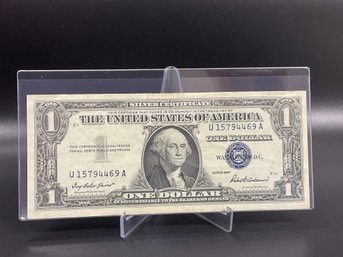 SILVER CERTIFICATE
THIS CERTIFIES THAT THERE IS ON DEPOSIT IN THE TREASURY OF
THE UNITED STATES OF AMERICA
ONE DOLLAR
U 15794469 A
THIS CERTIFICATE IS LEGAL TENDER
FOR ALL DEBTS, PUBLIC AND PRIVATE
WASHINGTON, D.C.
U 15794469 A
SERIES 1957
ONE DOLLAR
IN SILVER PAYABLE TO THE BEARER ON DEMAND
1
1
1
1